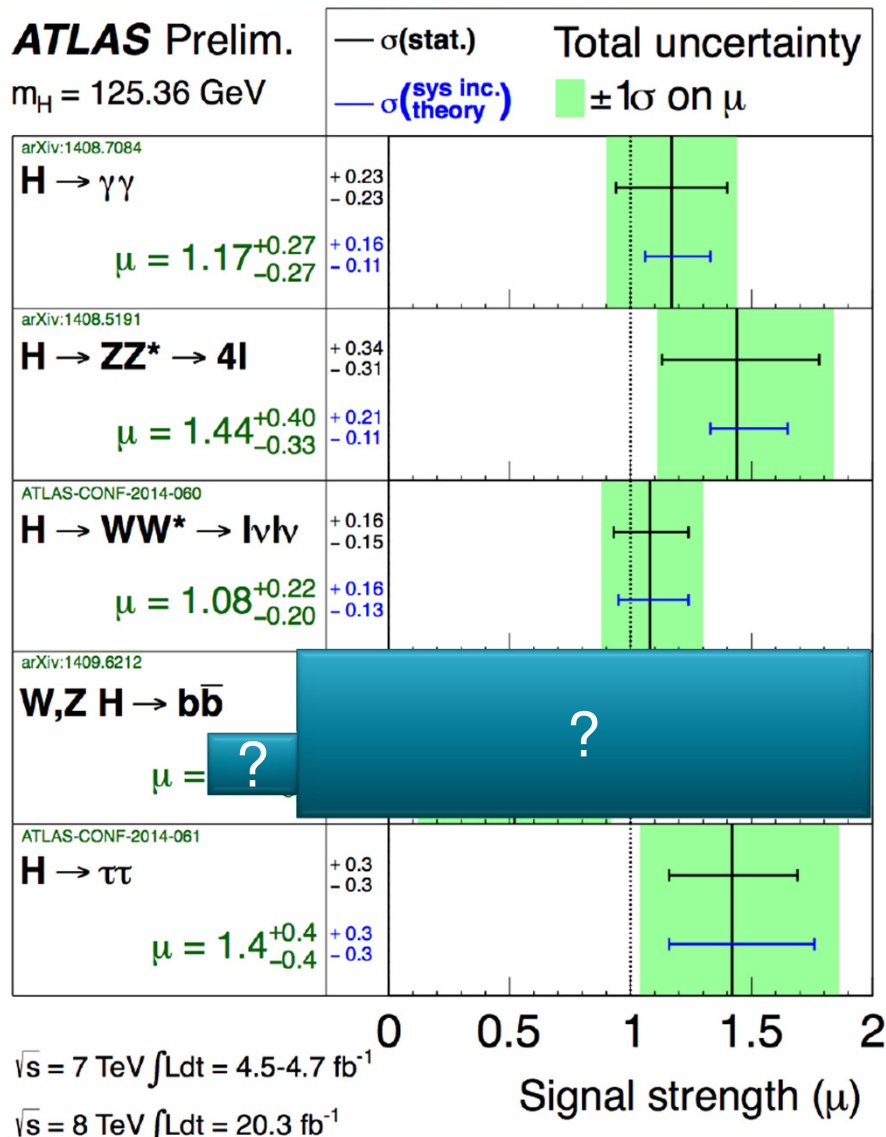 ATLAS Prelim.
m_H = 125.36 GeV
σ(stat.)
σ(sys inc. theory)
Total uncertainty
±1σ on μ
arXiv:1408.7084
H → γγ
+ 0.23
- 0.23
μ = 1.17 +0.27 −0.27
+ 0.16
- 0.11
arXiv:1408.5191
H → ZZ* → 4l
+ 0.34
- 0.31
μ = 1.44 +0.40 −0.33
+ 0.21
- 0.11
ATLAS-CONF-2014-060
H → WW* → lνlν
+ 0.16
- 0.15
μ = 1.08 +0.22 −0.20
+ 0.16
- 0.13
arXiv:1409.6212
W,Z H → bb̅
?
?
μ =
ATLAS-CONF-2014-061
H → ττ
+ 0.3
- 0.3
μ = 1.4 +0.4 −0.4
+ 0.3
- 0.3
0 0.5 1 1.5 2
√s = 7 TeV ∫Ldt = 4.5-4.7 fb⁻¹
Signal strength (μ)
√s = 8 TeV ∫Ldt = 20.3 fb⁻¹